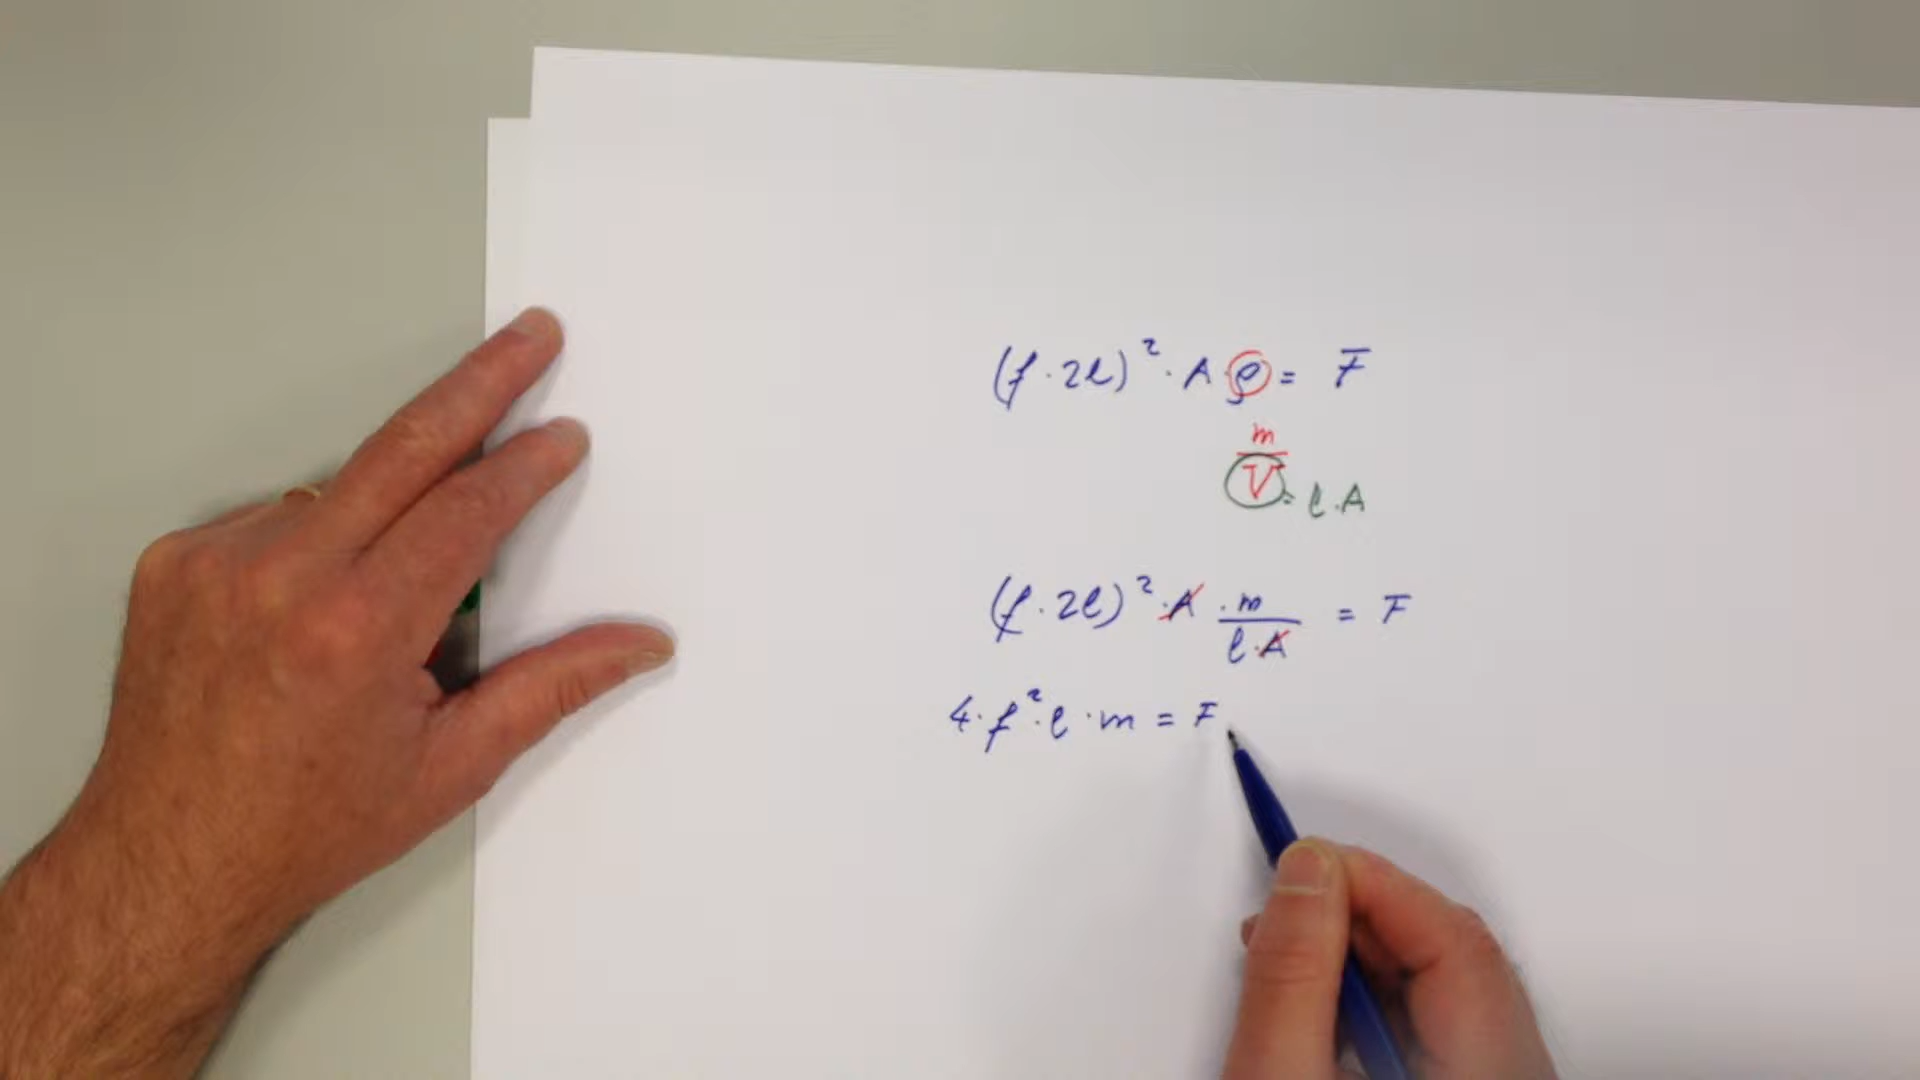 (f · 2l)² · A · ρ = F
m
V = l · A
(f · 2l)² · A · m = F
l · A
4 · f² · l · m = F